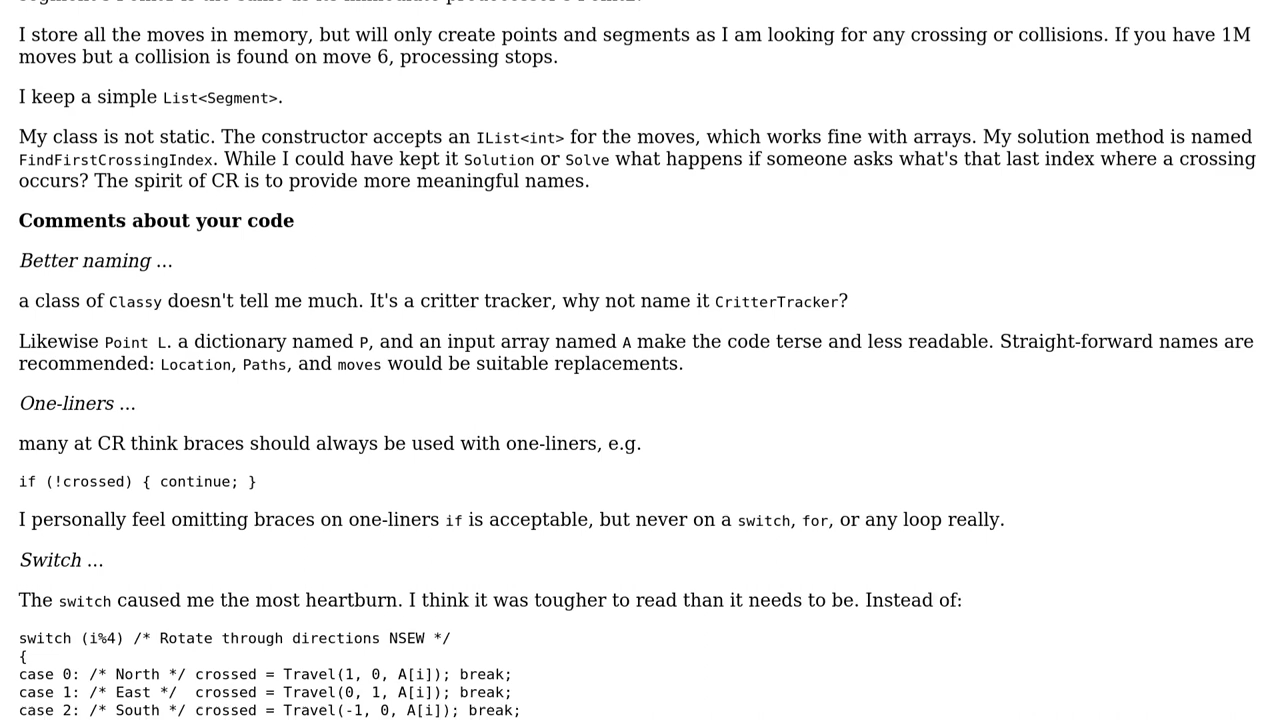 I store all the moves in memory, but will only create points and segments as I am looking for any crossing or collisions. If you have 1M
moves but a collision is found on move 6, processing stops.
I keep a simple List<Segment>.
My class is not static. The constructor accepts an IList<int> for the moves, which works fine with arrays. My solution method is named
FindFirstCrossingIndex. While I could have kept it Solution or Solve what happens if someone asks what's that last index where a crossing
occurs? The spirit of CR is to provide more meaningful names.
Comments about your code
Better naming ...
a class of Classy doesn't tell me much. It's a critter tracker, why not name it CritterTracker?
Likewise Point L. a dictionary named P, and an input array named A make the code terse and less readable. Straight-forward names are
recommended: Location, Paths, and moves would be suitable replacements.
One-liners ...
many at CR think braces should always be used with one-liners, e.g.
if (!crossed) { continue; }
I personally feel omitting braces on one-liners if is acceptable, but never on a switch, for, or any loop really.
Switch ...
The switch caused me the most heartburn. I think it was tougher to read than it needs to be. Instead of:
switch (i%4) /* Rotate through directions NSEW */
{
case 0: /* North */ crossed = Travel(1, 0, A[i]); break;
case 1: /* East */  crossed = Travel(0, 1, A[i]); break;
case 2: /* South */ crossed = Travel(-1, 0, A[i]); break;